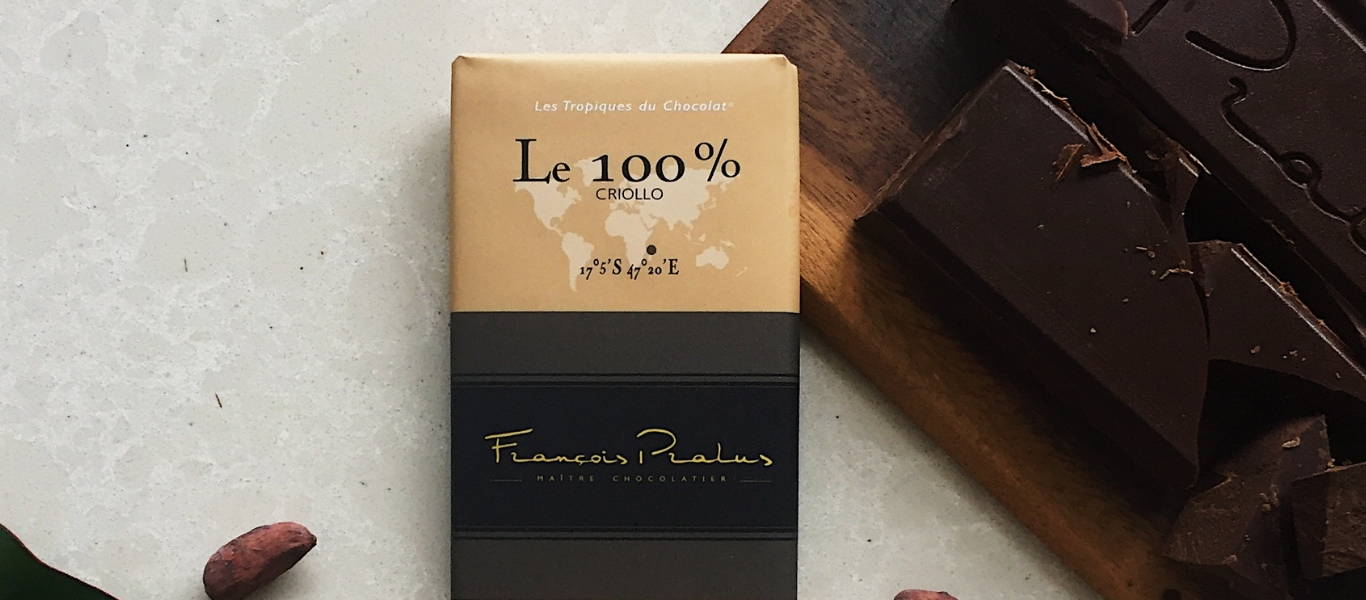 Les Tropiques du Chocolat®
Le 100%
CRIOLLO
17°5'S 47°20'E
François Pralus
MAÎTRE CHOCOLATIER